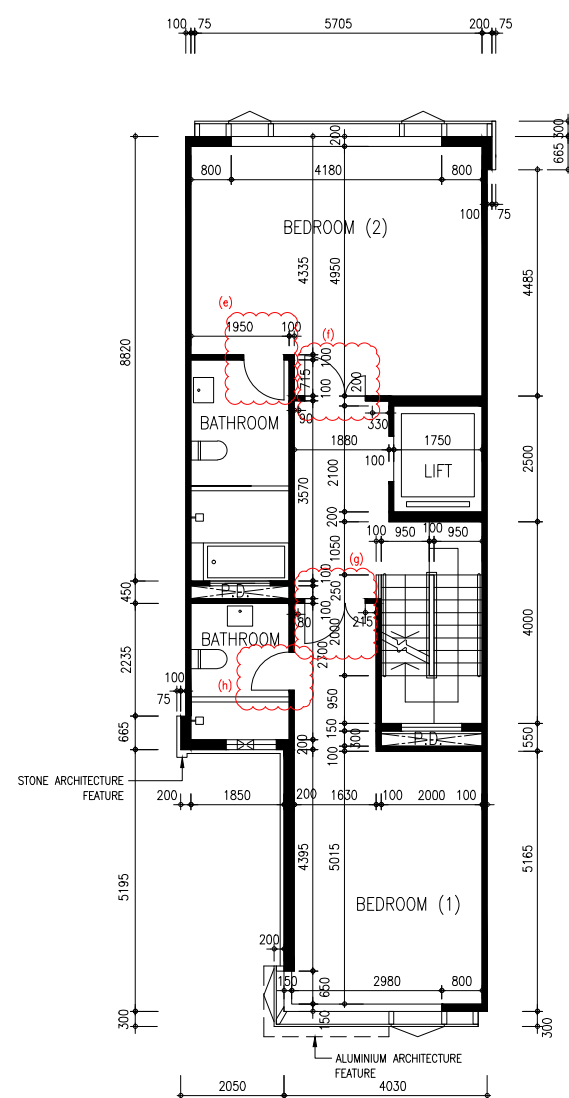 100 75 5705 200 75
200 300
665
800 4180 800
100 75
BEDROOM (2)
4335 4950
4485
(e)
1950 100
(f)
8820
100
715 200
100
90
330
BATHROOM
1880 1750
100
LIFT
2500
3570 2100
200
100 950 100 950
1050
(g)
100
450
P.D.
250
100
80 215
4000
BATHROOM
2000
2235
2700
(h)
100
75
950
665
150
200 300
100
P.D.
550
STONE ARCHITECTURE
FEATURE
200 1850 200 1630 100 2000 100
4395 5015
5195
5165
BEDROOM (1)
200
150 2980 800
650
300
150
300
ALUMINIUM ARCHITECTURE
FEATURE
2050 4030